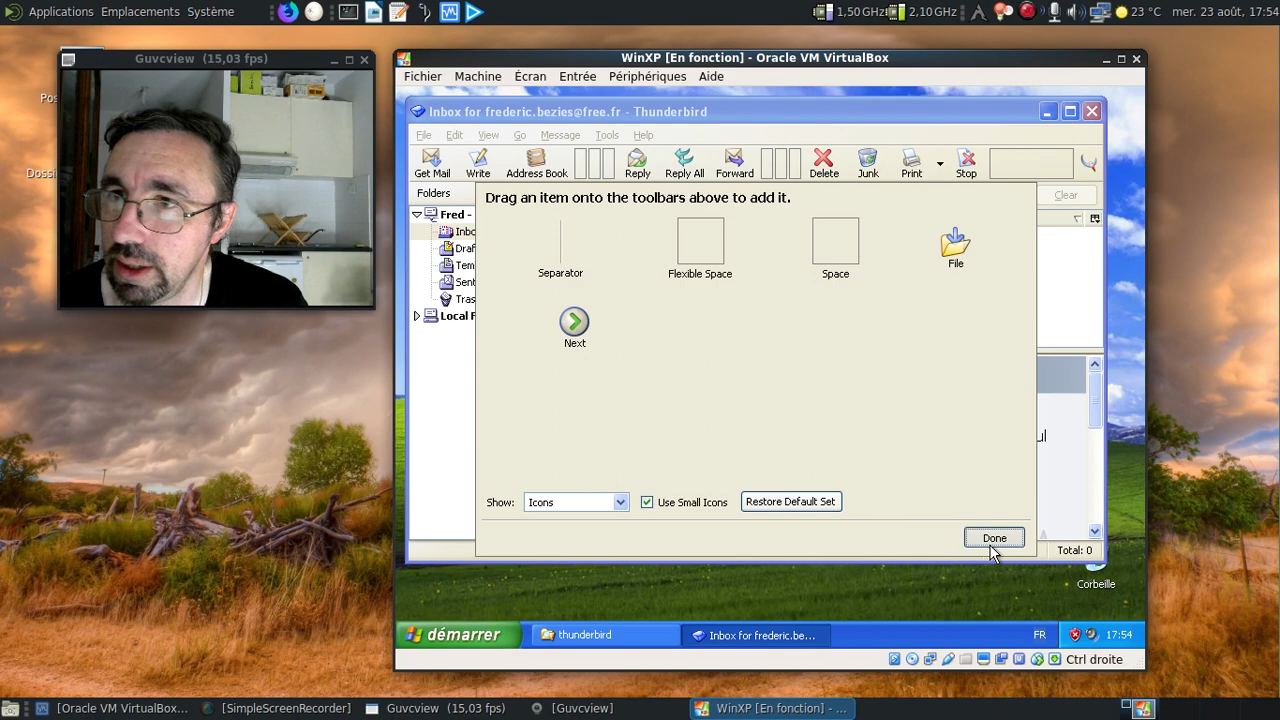 Applications Emplacements Système
1,50 GHz 2,10 GHz 23 °C mer. 23 août, 17:54
Guvcview (15,03 fps)
WinXP [En fonction] - Oracle VM VirtualBox
Fichier Machine Écran Entrée Périphériques Aide
Inbox for frederic.bezies@free.fr - Thunderbird
File Edit View Go Message Tools Help
Get Mail Write Address Book Reply Reply All Forward Delete Junk Print Stop
Folders
Clear
Drag an item onto the toolbars above to add it.
Fred -
Inbo
Draf
Tem
Sent
Tras
Local F
Separator Flexible Space Space File
Next
ul
Show: Icons Use Small Icons Restore Default Set
Done
Total: 0
Corbeille
démarrer thunderbird Inbox for frederic.be... FR 17:54
Ctrl droite
Pos
Dossi
[Oracle VM VirtualBox... [SimpleScreenRecorder] Guvcview (15,03 fps) [Guvcview] WinXP [En fonction] - ...